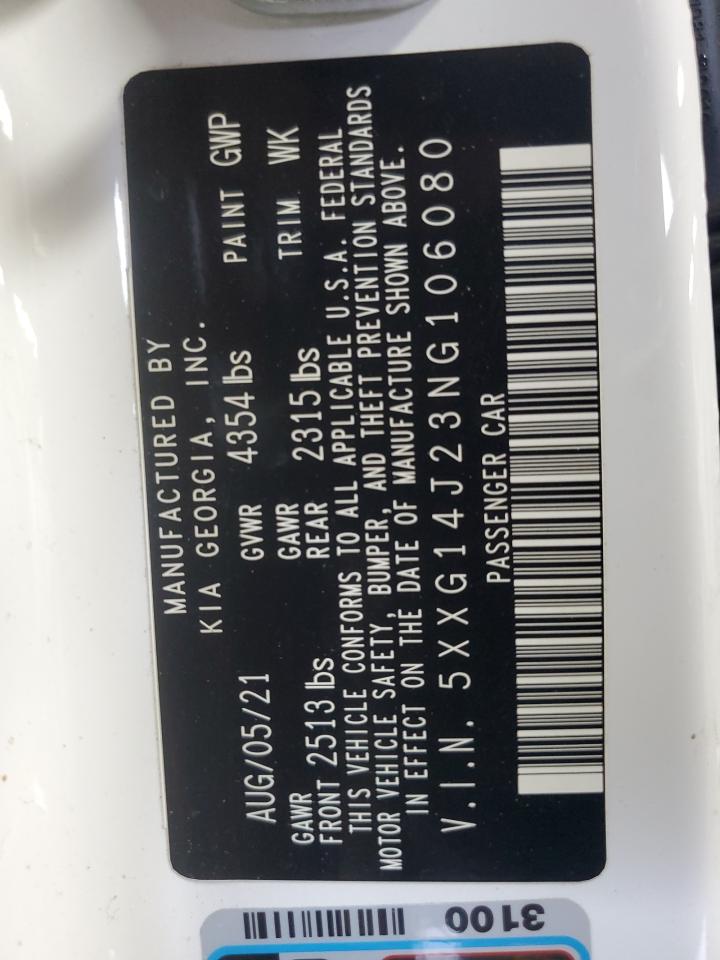 MANUFACTURED BY
KIA GEORGIA, INC.
AUG/05/21 GVWR 4354 lbs PAINT GWP
GAWR GAWR TRIM WK
FRONT 2513 lbs REAR 2315 lbs
THIS VEHICLE CONFORMS TO ALL APPLICABLE U.S.A. FEDERAL
MOTOR VEHICLE SAFETY, BUMPER, AND THEFT PREVENTION STANDARDS
IN EFFECT ON THE DATE OF MANUFACTURE SHOWN ABOVE.
V.I.N. 5XXG14J23NG106080
PASSENGER CAR
3100